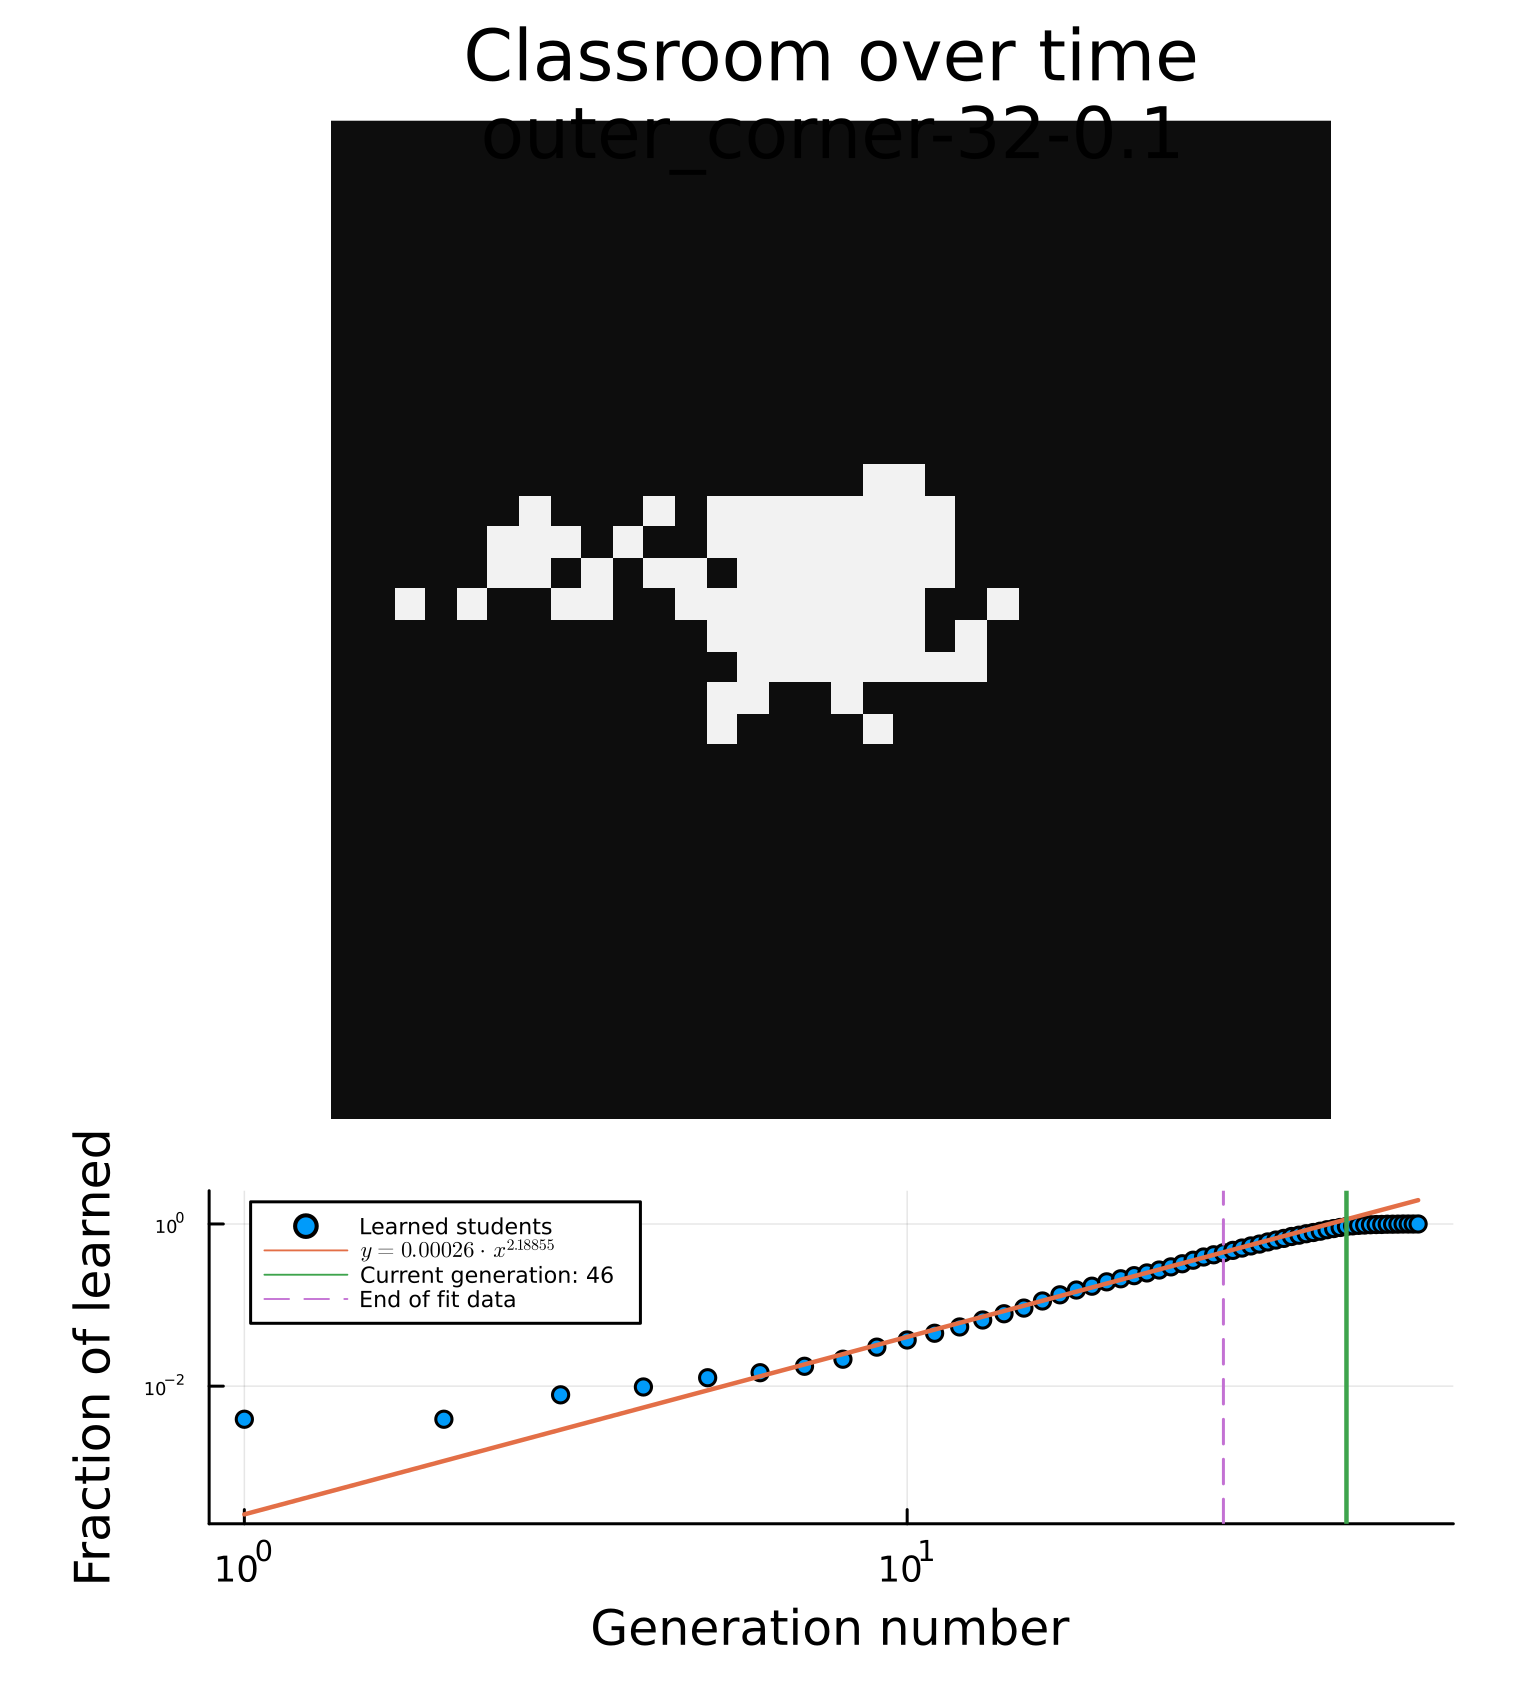 Classroom over time
outer_corner-32-0.1
Fraction of learned
10⁰
10⁻²
Learned students
y = 0.00026 · x^2.18855
Current generation: 46
End of fit data
10⁰
10¹
Generation number